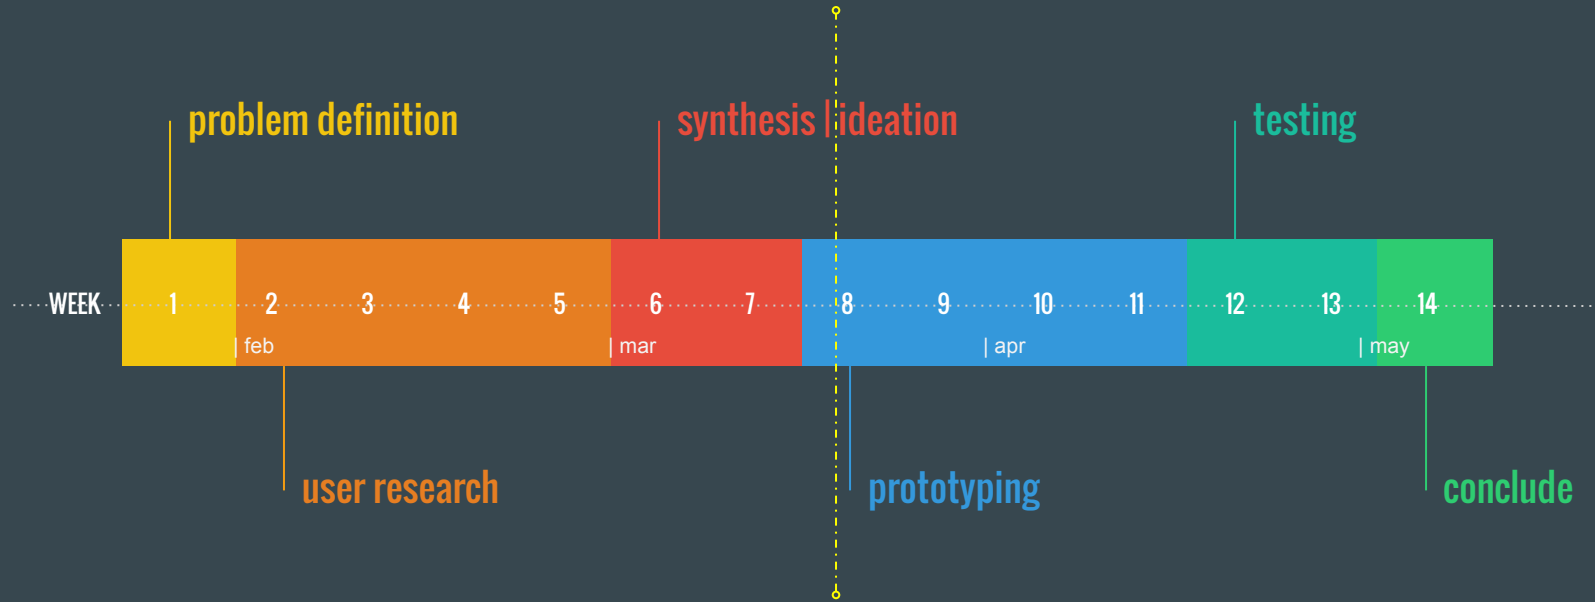 problem definition
synthesis | ideation
testing
WEEK 1 2 3 4 5 6 7 8 9 10 11 12 13 14
| feb | mar | apr | may
user research
prototyping
conclude